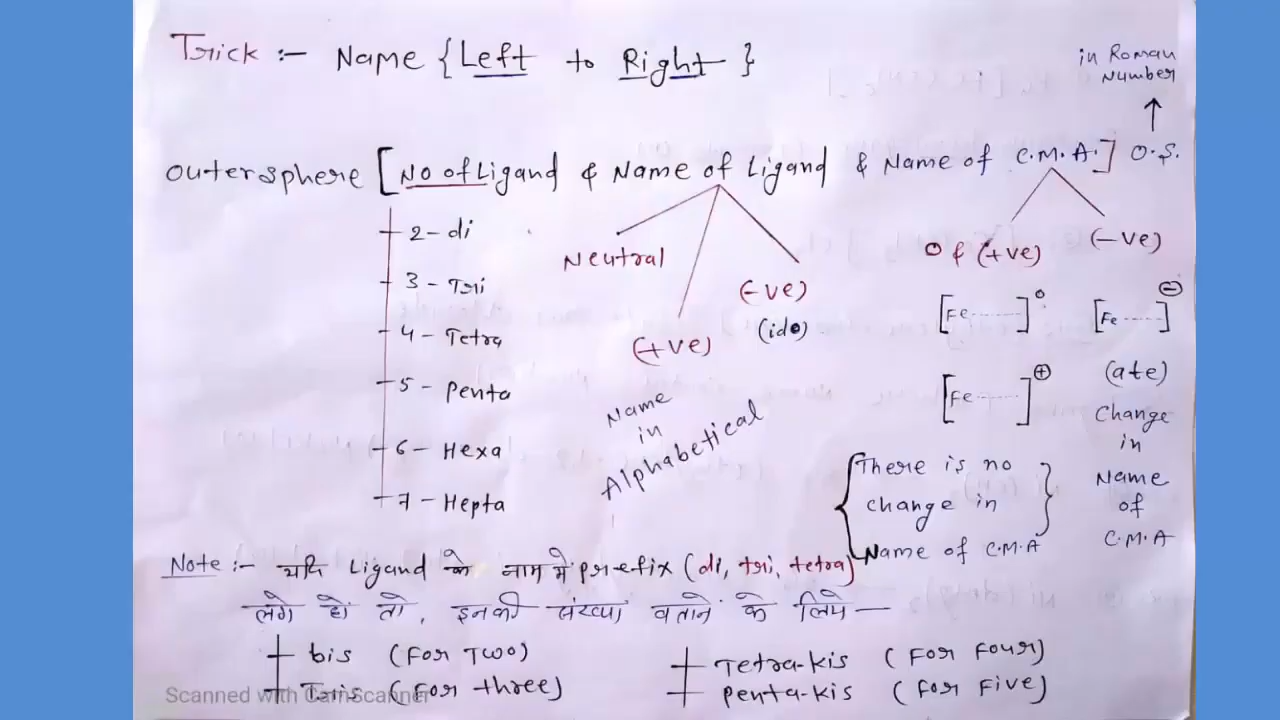 Trick :- Name { Left to Right }
in Roman
Number
outersphere [ No of Ligand & Name of Ligand & Name of C.M.A.] O.S.
2 - di
3 - Tri
4 - Tetra
5 - Penta
6 - Hexa
7 - Hepta
Neutral
(+ve)
(-ve)
(ido)
Name
in
Alphabetical
O f (+ve)
(-ve)
[Fe......]⁰
[Fe.....]⊖
[Fe......]⊕
(ate)
Change
in
Name
of
C.M.A
{There is no
change in }
Name of C.M.A
Note :- यदि Ligand के नाम में prefix (di, tri, tetra)
लगे हो तो, इनकी संख्या बताने के लिये —
bis (For Two)
Tris (For three)
Tetra-kis (For Four)
Penta-kis (For Five)
Scanned with CamScanner